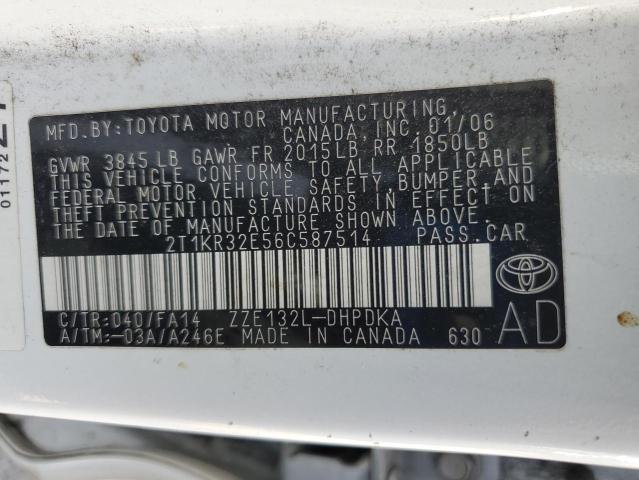 MFD.BY:TOYOTA MOTOR MANUFACTURING,
CANADA, INC. 01/06
GVWR 3845 LB GAWR FR 2015LB RR 1850LB
THIS VEHICLE CONFORMS TO ALL APPLICABLE
FEDERAL MOTOR VEHICLE SAFETY, BUMPER AND
THEFT PREVENTION STANDARDS IN EFFECT ON
THE DATE OF MANUFACTURE SHOWN ABOVE.
2T1KR32E56C587514 PASS.CAR
C/TR:040/FA14 ZZE132L-DHPDKA
A/TM:-03A/A246E MADE IN CANADA 630
AD
01172